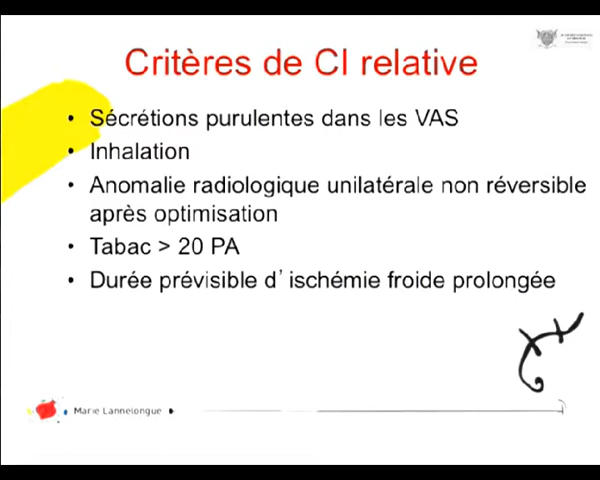 Critères de CI relative
• Sécrétions purulentes dans les VAS
• Inhalation
• Anomalie radiologique unilatérale non réversible
après optimisation
• Tabac > 20 PA
• Durée prévisible d’ischémie froide prolongée
Marie Lannelongue